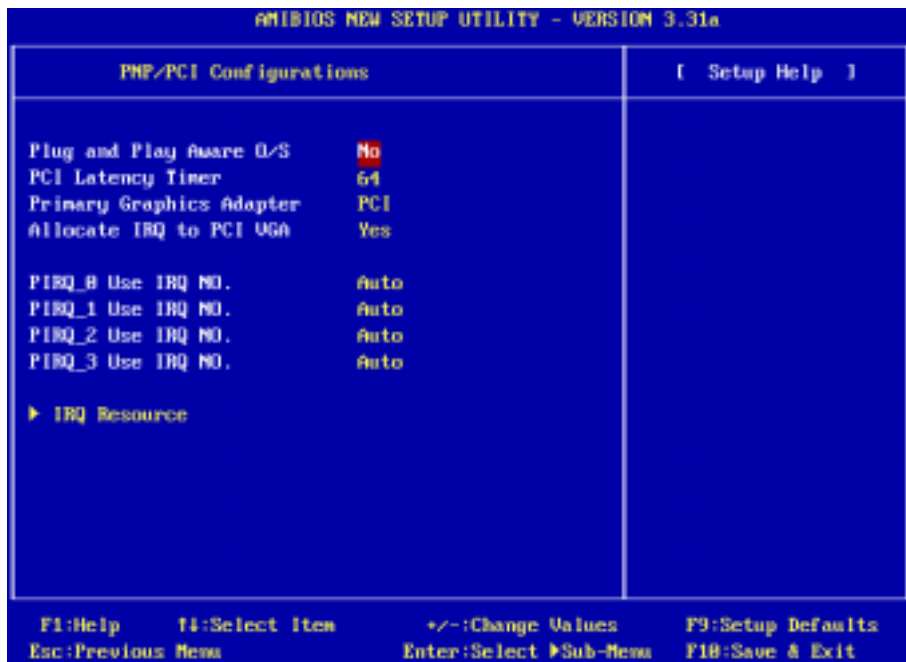 AMIBIOS NEW SETUP UTILITY - VERSION 3.31a
PNP/PCI Configurations
[ Setup Help ]
Plug and Play Aware O/S No
PCI Latency Timer 64
Primary Graphics Adapter PCI
Allocate IRQ to PCI VGA Yes
PIRQ_0 Use IRQ NO. Auto
PIRQ_1 Use IRQ NO. Auto
PIRQ_2 Use IRQ NO. Auto
PIRQ_3 Use IRQ NO. Auto
▶ IRQ Resource
F1:Help ↑↓:Select Item +/-:Change Values F9:Setup Defaults
Esc:Previous Menu Enter:Select ▶Sub-Menu F10:Save & Exit